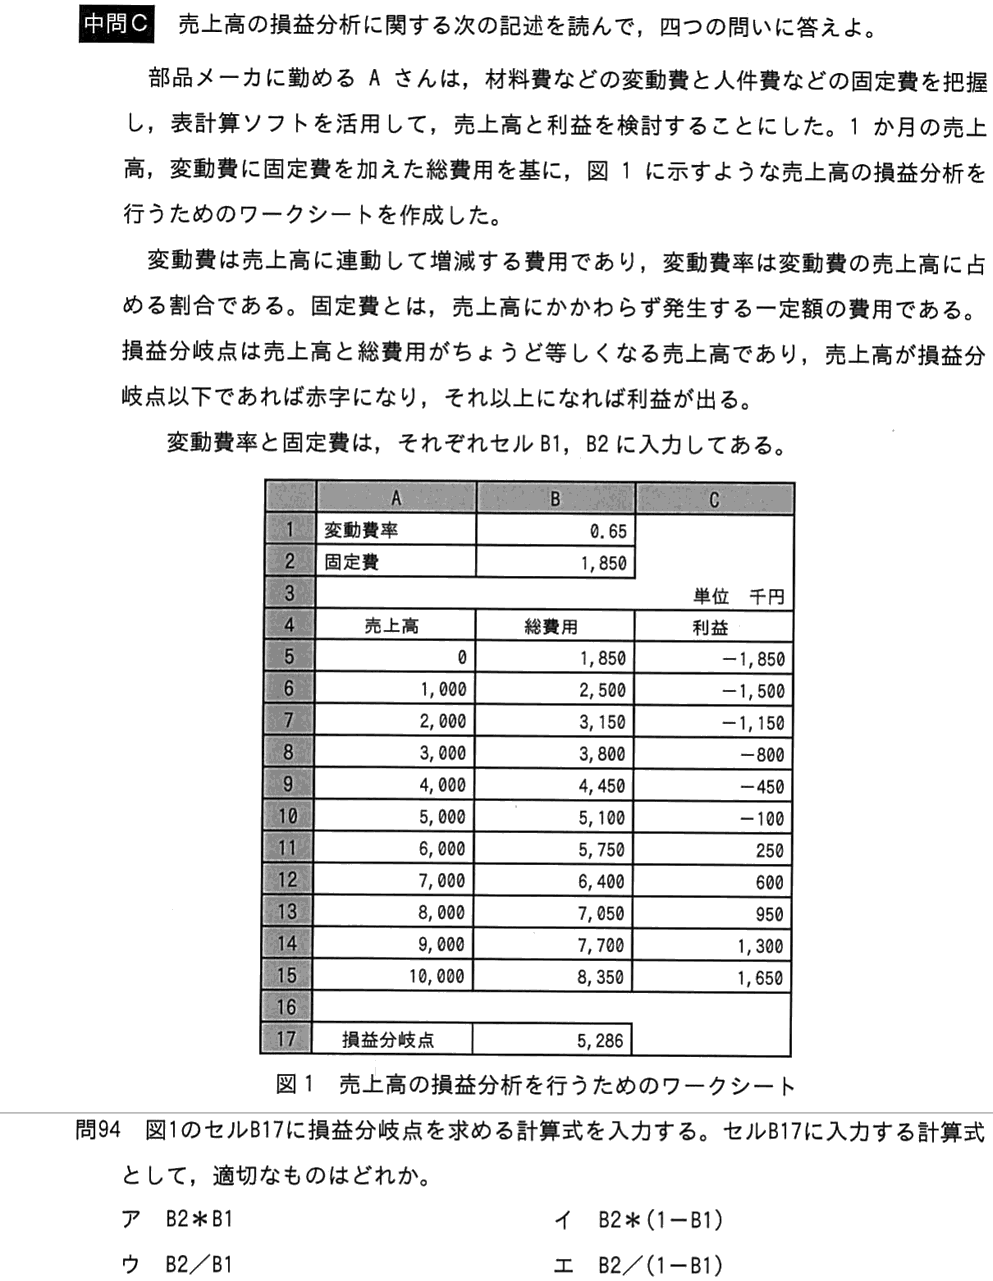 中問C 売上高の損益分析に関する次の記述を読んで，四つの問いに答えよ。
部品メーカに勤める A さんは，材料費などの変動費と人件費などの固定費を把握
し，表計算ソフトを活用して，売上高と利益を検討することにした。1 か月の売上
高，変動費に固定費を加えた総費用を基に，図 1 に示すような売上高の損益分析を
行うためのワークシートを作成した。
変動費は売上高に連動して増減する費用であり，変動費率は変動費の売上高に占
める割合である。固定費とは，売上高にかかわらず発生する一定額の費用である。
損益分岐点は売上高と総費用がちょうど等しくなる売上高であり，売上高が損益分
岐点以下であれば赤字になり，それ以上になれば利益が出る。
変動費率と固定費は，それぞれセル B1，B2 に入力してある。
A B C
1 変動費率 0.65
2 固定費 1,850
3 単位 千円
4 売上高 総費用 利益
5 0 1,850 －1,850
6 1,000 2,500 －1,500
7 2,000 3,150 －1,150
8 3,000 3,800 －800
9 4,000 4,450 －450
10 5,000 5,100 －100
11 6,000 5,750 250
12 7,000 6,400 600
13 8,000 7,050 950
14 9,000 7,700 1,300
15 10,000 8,350 1,650
16
17 損益分岐点 5,286
図 1 売上高の損益分析を行うためのワークシート
問94 図1のセルB17に損益分岐点を求める計算式を入力する。セルB17に入力する計算式
として，適切なものはどれか。
ア B2＊B1 イ B2＊(1－B1)
ウ B2／B1 エ B2／(1－B1)